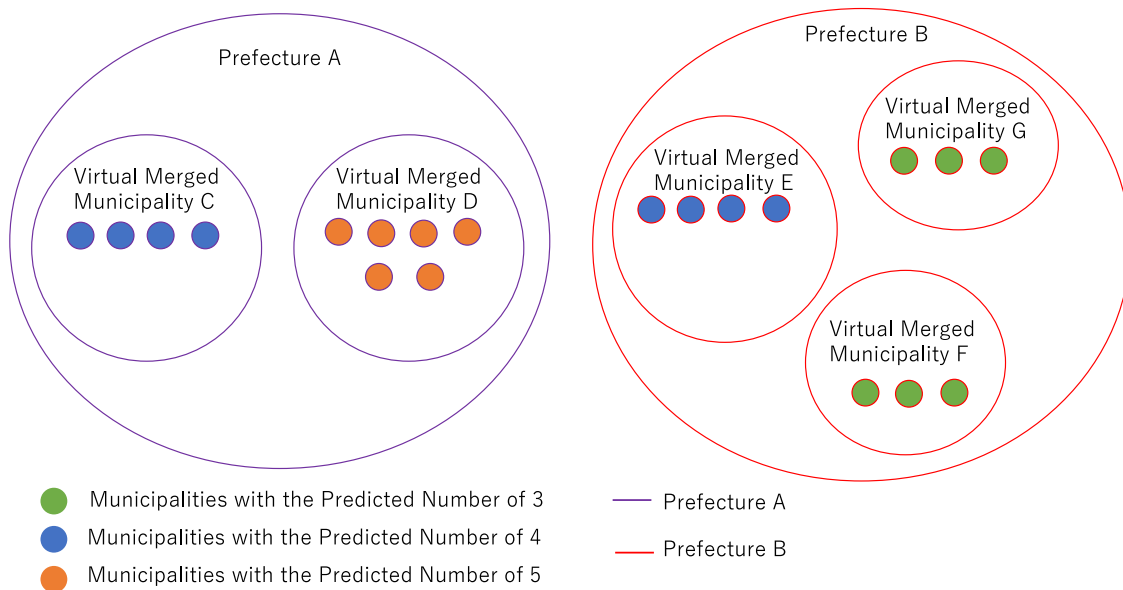 Prefecture A
Virtual Merged
Municipality C
Virtual Merged
Municipality D
Prefecture B
Virtual Merged
Municipality G
Virtual Merged
Municipality E
Virtual Merged
Municipality F
Municipalities with the Predicted Number of 3
Municipalities with the Predicted Number of 4
Municipalities with the Predicted Number of 5
Prefecture A
Prefecture B